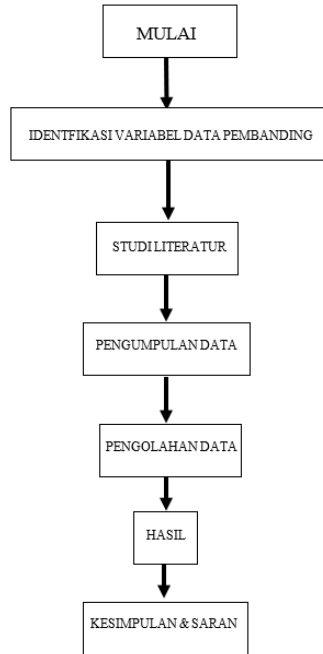 MULAI
IDENTFIKASI VARIABEL DATA PEMBANDING
STUDI LITERATUR
PENGUMPULAN DATA
PENGOLAHAN DATA
HASIL
KESIMPULAN & SARAN